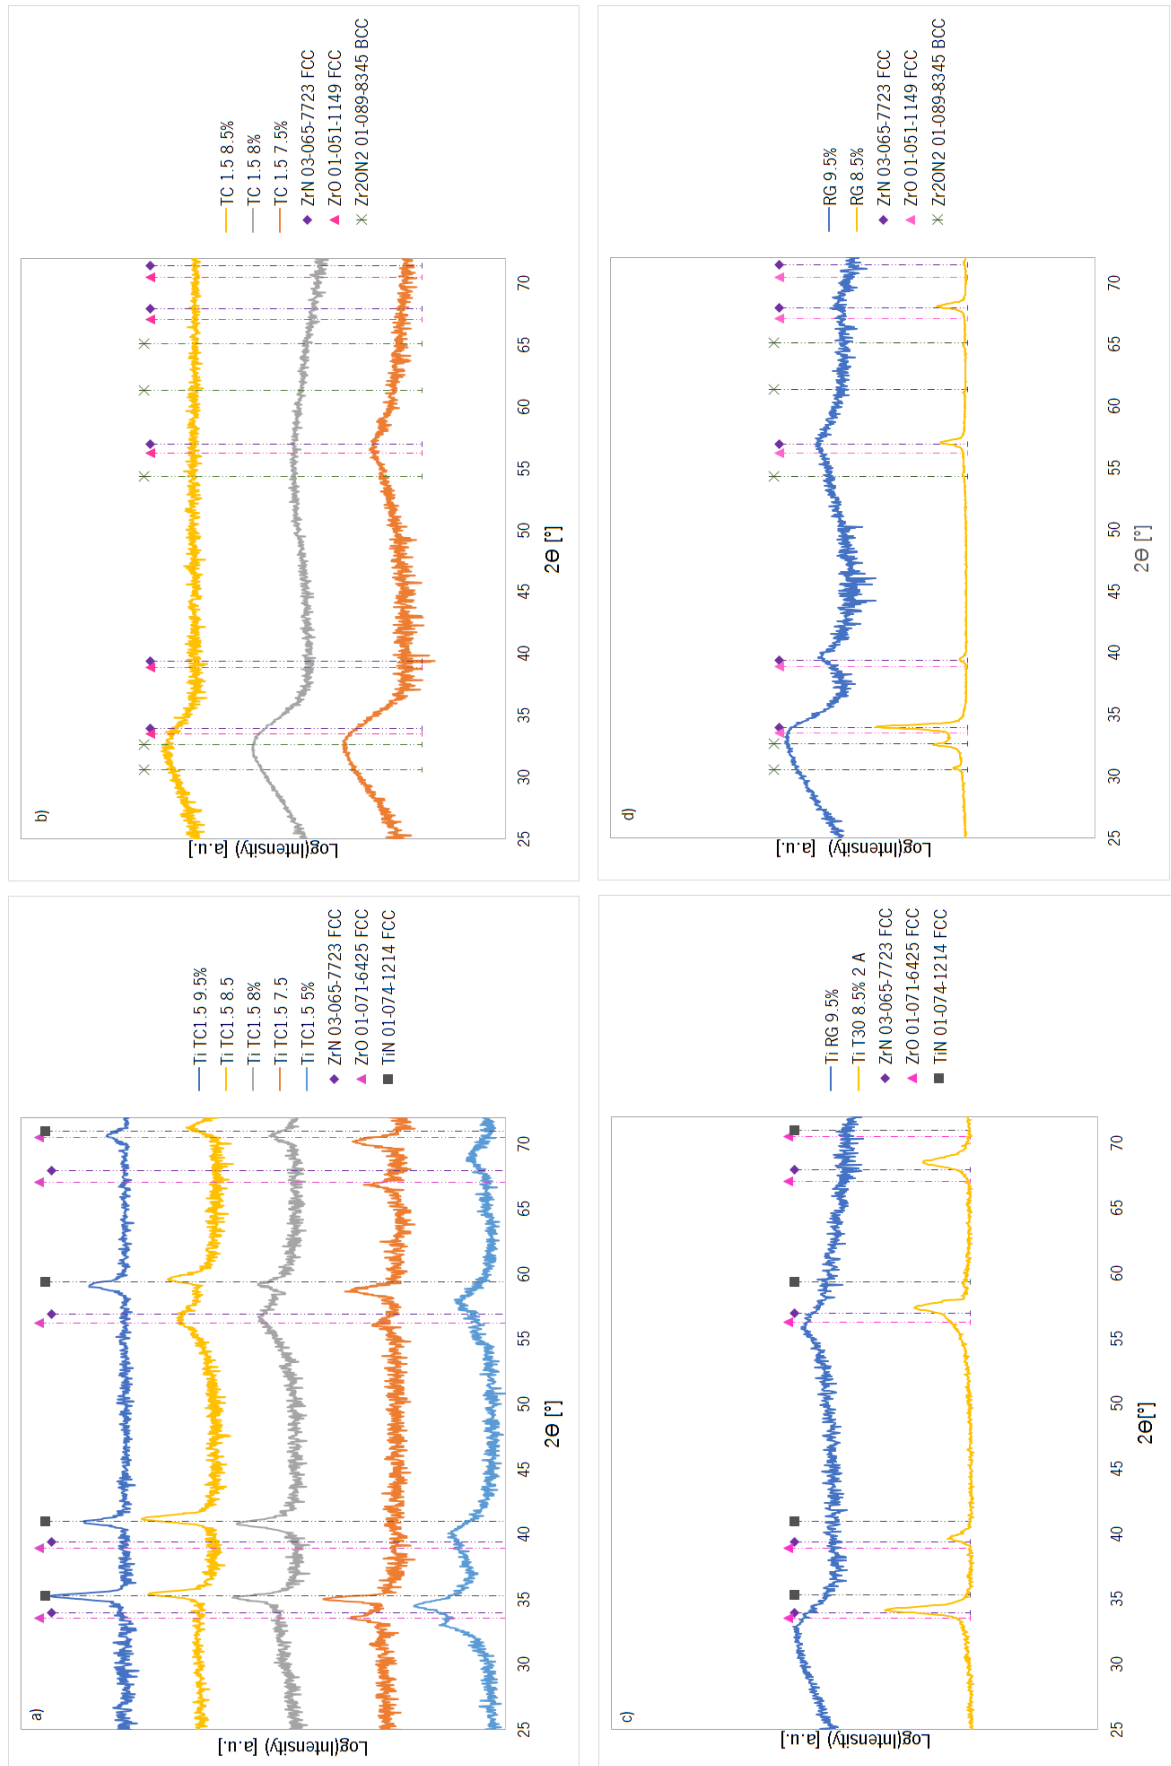 a)
Log(Intensity) [a.u.]
25 30 35 40 45 50 55 60 65 70
2Θ [°]
Ti TC1.5 9.5%
Ti TC1.5 8.5
Ti TC1.5 8%
Ti TC1.5 7.5
Ti TC1.5 5%
ZrN 03-065-7723 FCC
ZrO 01-071-6425 FCC
TiN 01-074-1214 FCC
b)
Log(Intensity) [a.u.]
25 30 35 40 45 50 55 60 65 70
2Θ [°]
TC 1.5 8.5%
TC 1.5 8%
TC 1.5 7.5%
ZrN 03-065-7723 FCC
ZrO 01-051-1149 FCC
Zr2ON2 01-089-8345 BCC
c)
Log(Intensity) [a.u.]
25 30 35 40 45 50 55 60 65 70
2Θ[°]
Ti RG 9.5%
Ti T30 8.5% 2 A
ZrN 03-065-7723 FCC
ZrO 01-071-6425 FCC
TiN 01-074-1214 FCC
d)
Log(Intensity) [a.u.]
25 30 35 40 45 50 55 60 65 70
2Θ [°]
RG 9.5%
RG 8.5%
ZrN 03-065-7723 FCC
ZrO 01-051-1149 FCC
Zr2ON2 01-089-8345 BCC